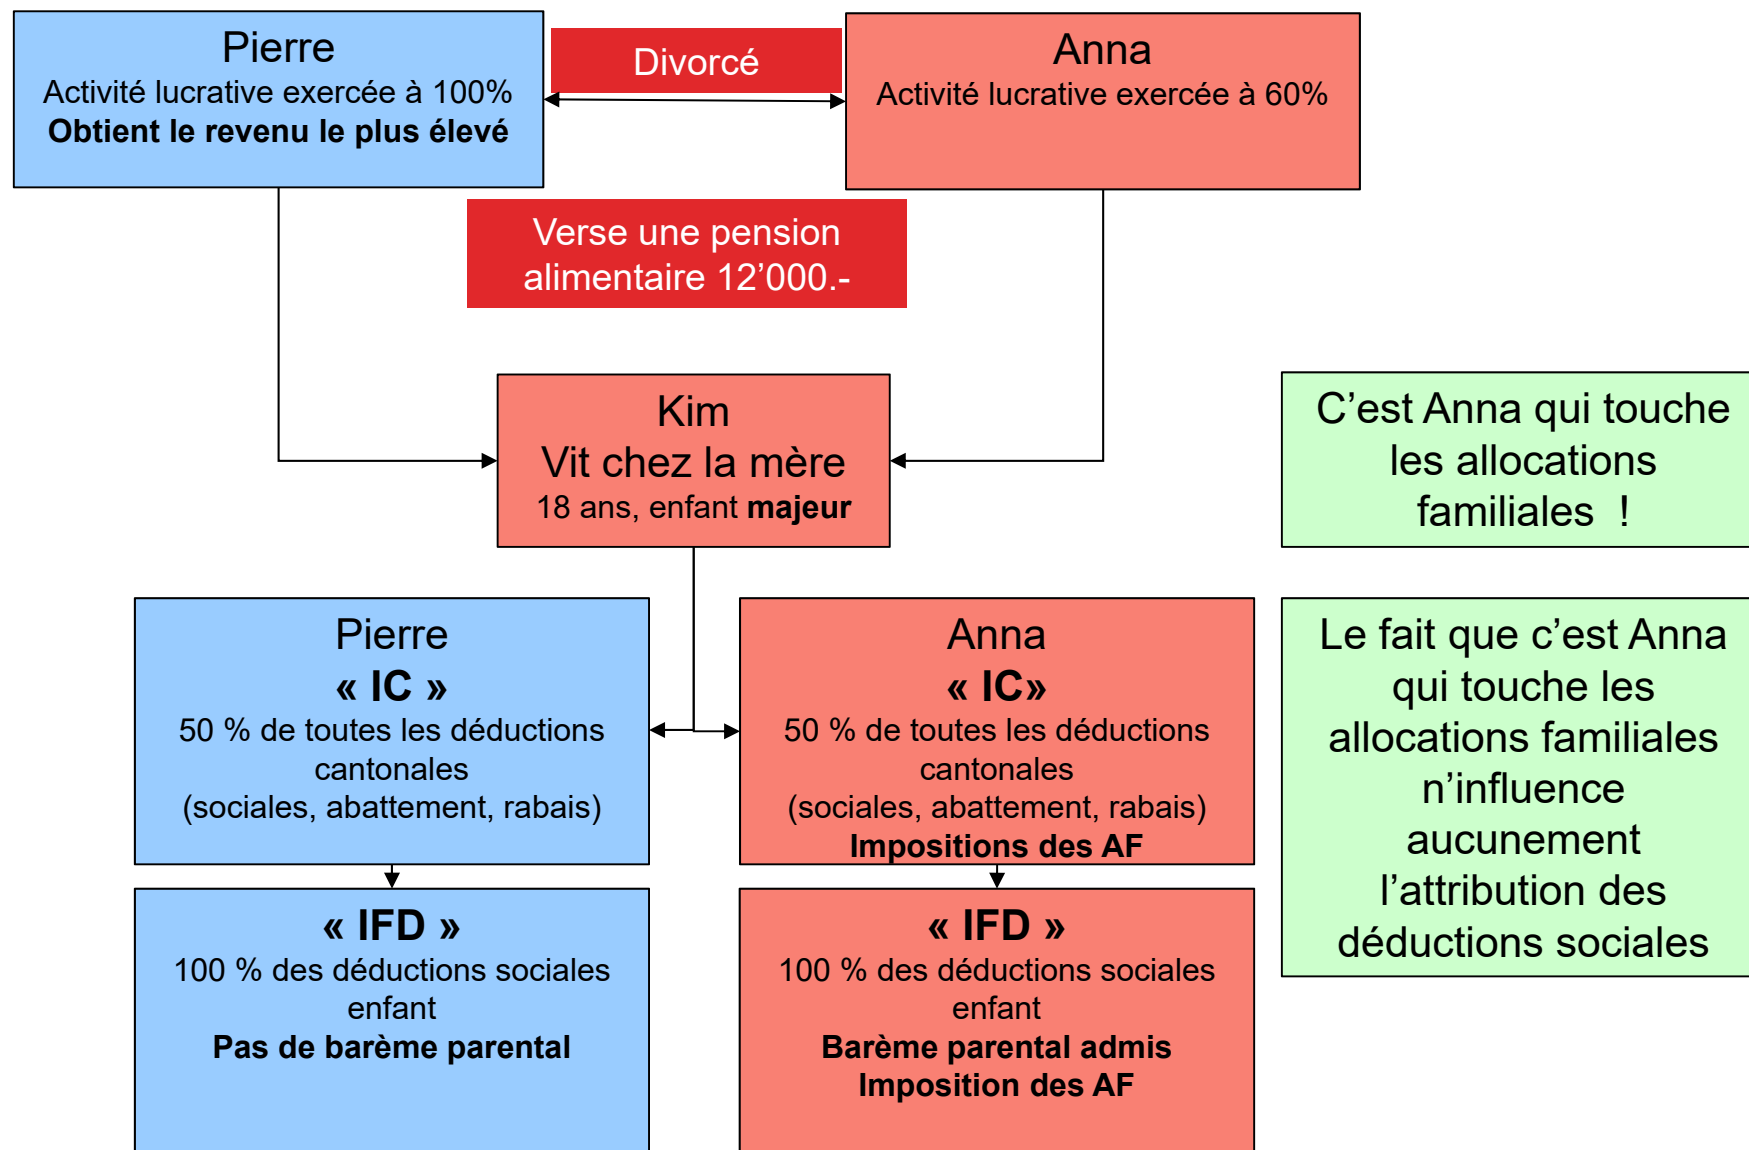 Pierre
Activité lucrative exercée à 100%
Obtient le revenu le plus élevé
Divorcé
Anna
Activité lucrative exercée à 60%
Verse une pension
alimentaire 12’000.-
Kim
Vit chez la mère
18 ans, enfant majeur
C’est Anna qui touche
les allocations
familiales  !
Pierre
« IC »
50 % de toutes les déductions
cantonales
(sociales, abattement, rabais)
Anna
« IC»
50 % de toutes les déductions
cantonales
(sociales, abattement, rabais)
Impositions des AF
Le fait que c’est Anna
qui touche les
allocations familiales
n’influence
aucunement
l’attribution des
déductions sociales
« IFD »
100 % des déductions sociales
enfant
Pas de barème parental
« IFD »
100 % des déductions sociales
enfant
Barème parental admis
Imposition des AF